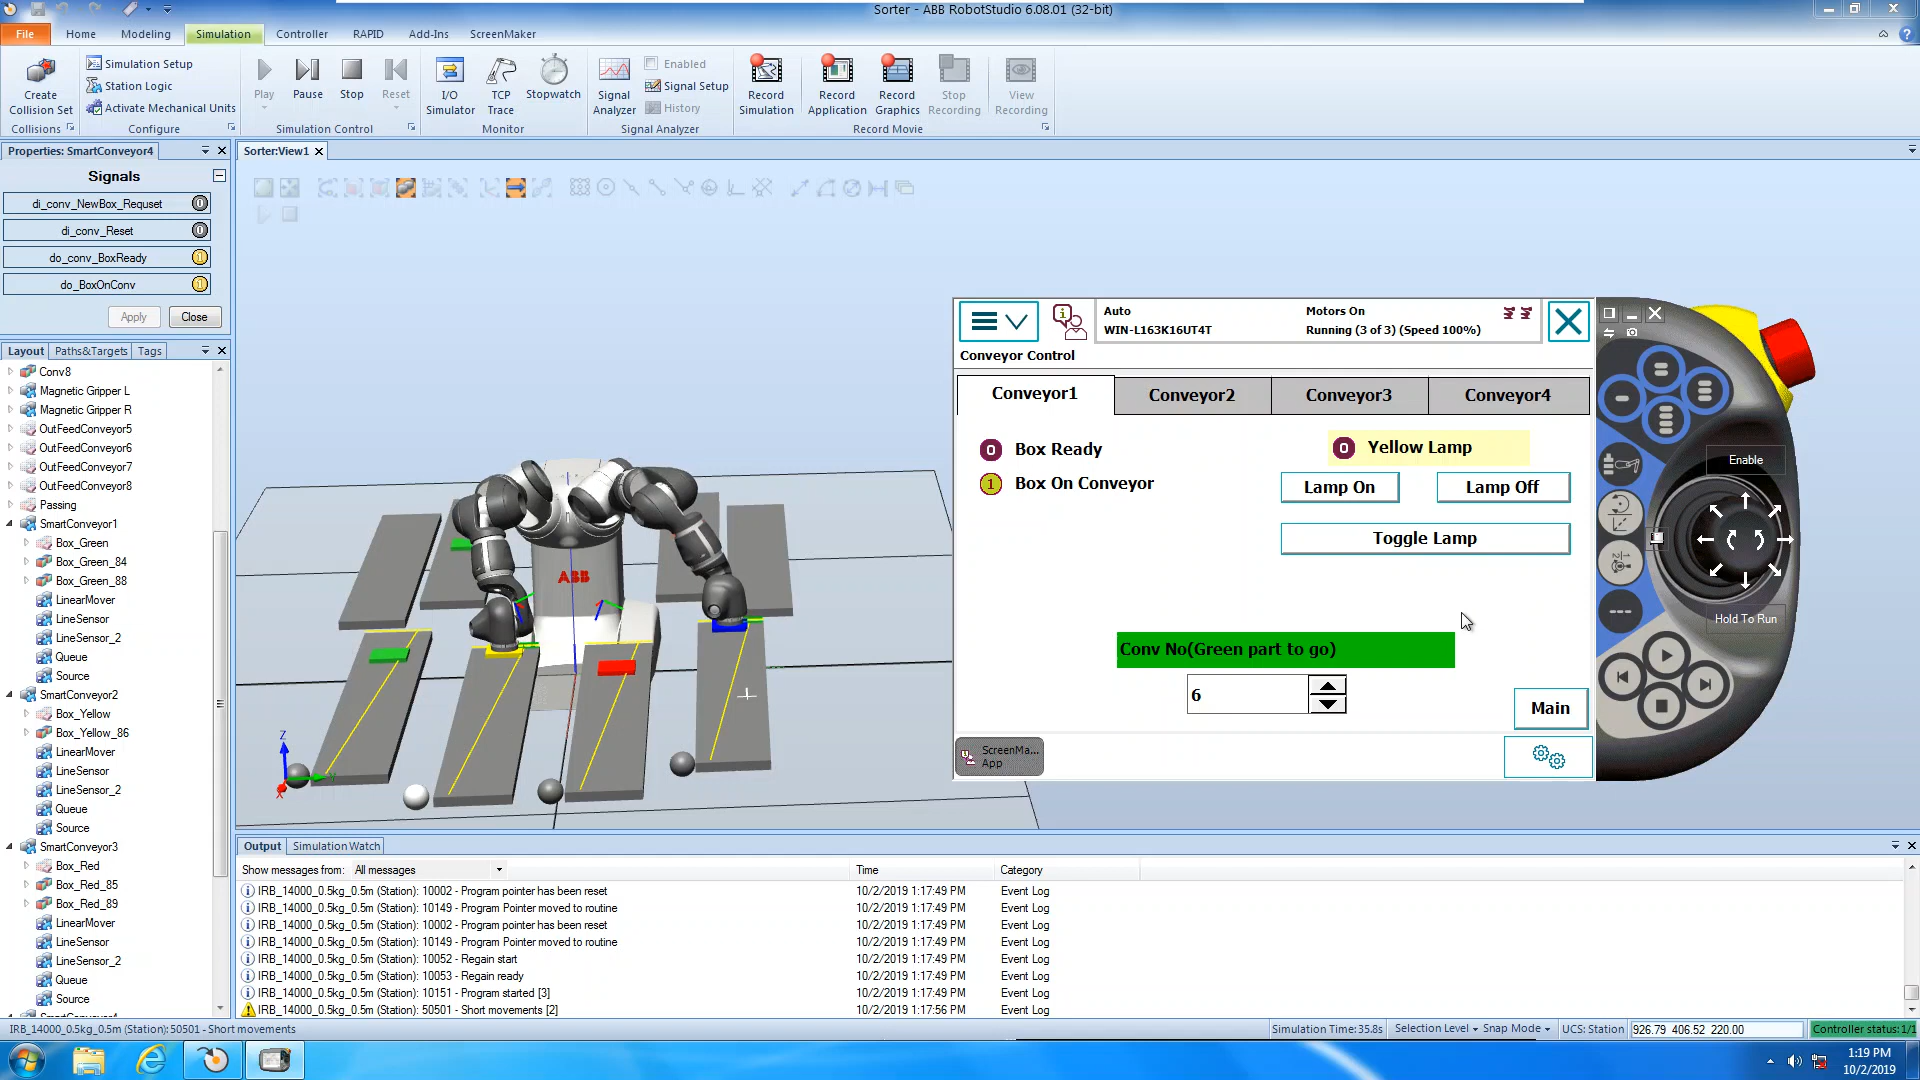 Sorter - ABB RobotStudio 6.08.01 (32-bit)
File Home Modeling Simulation Controller RAPID Add-Ins ScreenMaker
Create Collision Set
Collisions
Simulation Setup
Station Logic
Activate Mechanical Units
Configure
Play Pause Stop Reset
Simulation Control
I/O Simulator
TCP Trace
Stopwatch
Monitor
Signal Analyzer
Enabled
Signal Setup
History
Signal Analyzer
Record Simulation
Record Application
Record Graphics
Stop Recording
View Recording
Record Movie
Properties: SmartConveyor4
Signals
di_conv_NewBox_Requset 0
di_conv_Reset 0
do_conv_BoxReady 1
do_BoxOnConv 1
Apply Close
Layout Paths&Targets Tags
Conv8
Magnetic Gripper L
Magnetic Gripper R
OutFeedConveyor5
OutFeedConveyor6
OutFeedConveyor7
OutFeedConveyor8
Passing
SmartConveyor1
Box_Green
Box_Green_84
Box_Green_88
LinearMover
LineSensor
LineSensor_2
Queue
Source
SmartConveyor2
Box_Yellow
Box_Yellow_86
LinearMover
LineSensor
LineSensor_2
Queue
Source
SmartConveyor3
Box_Red
Box_Red_85
Box_Red_89
LinearMover
LineSensor
LineSensor_2
Queue
Source
Sorter:View1
ABB
Z
X
Auto
WIN-L163K16UT4T
Motors On
Running (3 of 3) (Speed 100%)
Conveyor Control
Conveyor1 Conveyor2 Conveyor3 Conveyor4
0 Box Ready
1 Box On Conveyor
0 Yellow Lamp
Lamp On Lamp Off
Toggle Lamp
Conv No(Green part to go)
6
Main
ScreenMa...
App
Enable
Hold To Run
Output Simulation Watch
Show messages from: All messages Time Category
IRB_14000_0.5kg_0.5m (Station): 10002 - Program pointer has been reset 10/2/2019 1:17:49 PM Event Log
IRB_14000_0.5kg_0.5m (Station): 10149 - Program Pointer moved to routine 10/2/2019 1:17:49 PM Event Log
IRB_14000_0.5kg_0.5m (Station): 10002 - Program pointer has been reset 10/2/2019 1:17:49 PM Event Log
IRB_14000_0.5kg_0.5m (Station): 10149 - Program Pointer moved to routine 10/2/2019 1:17:49 PM Event Log
IRB_14000_0.5kg_0.5m (Station): 10052 - Regain start 10/2/2019 1:17:49 PM Event Log
IRB_14000_0.5kg_0.5m (Station): 10053 - Regain ready 10/2/2019 1:17:49 PM Event Log
IRB_14000_0.5kg_0.5m (Station): 10151 - Program started [3] 10/2/2019 1:17:49 PM Event Log
IRB_14000_0.5kg_0.5m (Station): 50501 - Short movements [2] 10/2/2019 1:17:56 PM Event Log
IRB_14000_0.5kg_0.5m (Station): 50501 - Short movements Simulation Time: 35.8s Selection Level Snap Mode UCS: Station 926.79 406.52 220.00 Controller status: 1/1
1:19 PM
10/2/2019